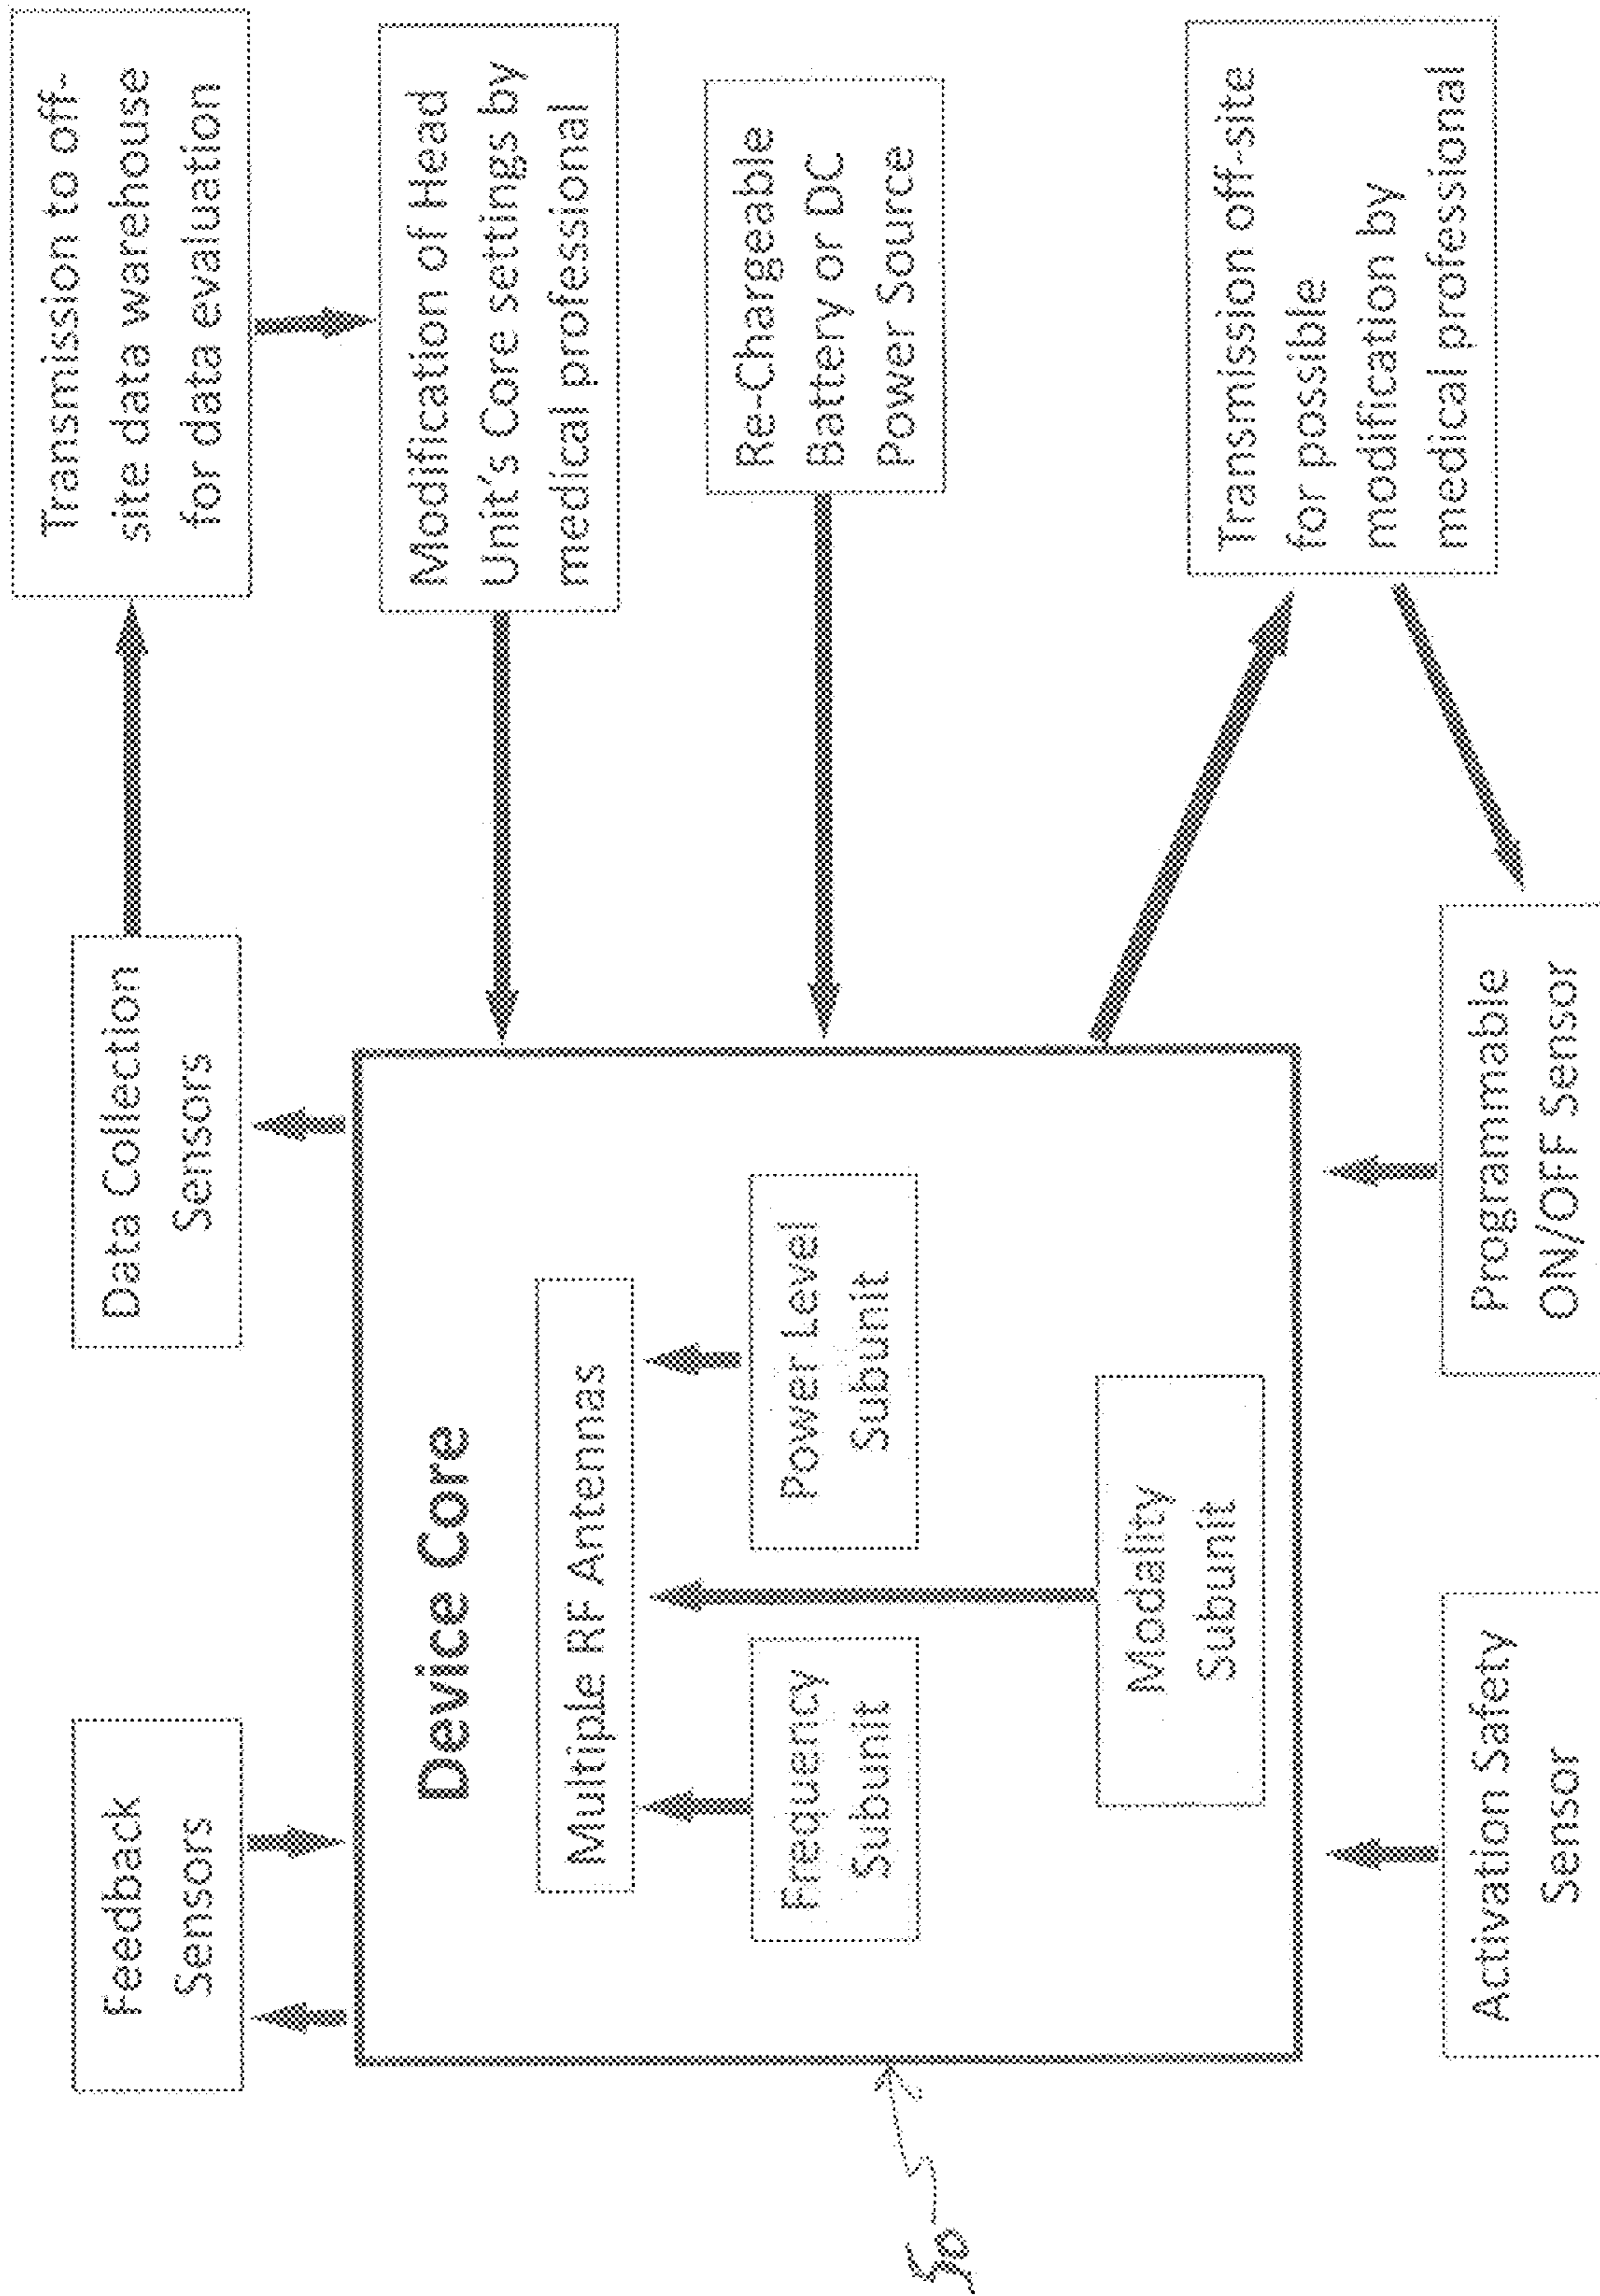 Feedback
Sensors
Data Collection
Sensors
Transmission to off-
site data warehouse
for data evaluation
Device Core
Multiple RF Antennas
Frequency
Subunit
Power Level
Subunit
Modality
Subunit
Modification of Head
Unit's Core settings by
medical professional
Re-Chargeable
Battery or DC
Power Source
Transmission off-site
for possible
modification by
medical professional
Activation Safety
Sensor
Programmable
ON/OFF Sensor
50